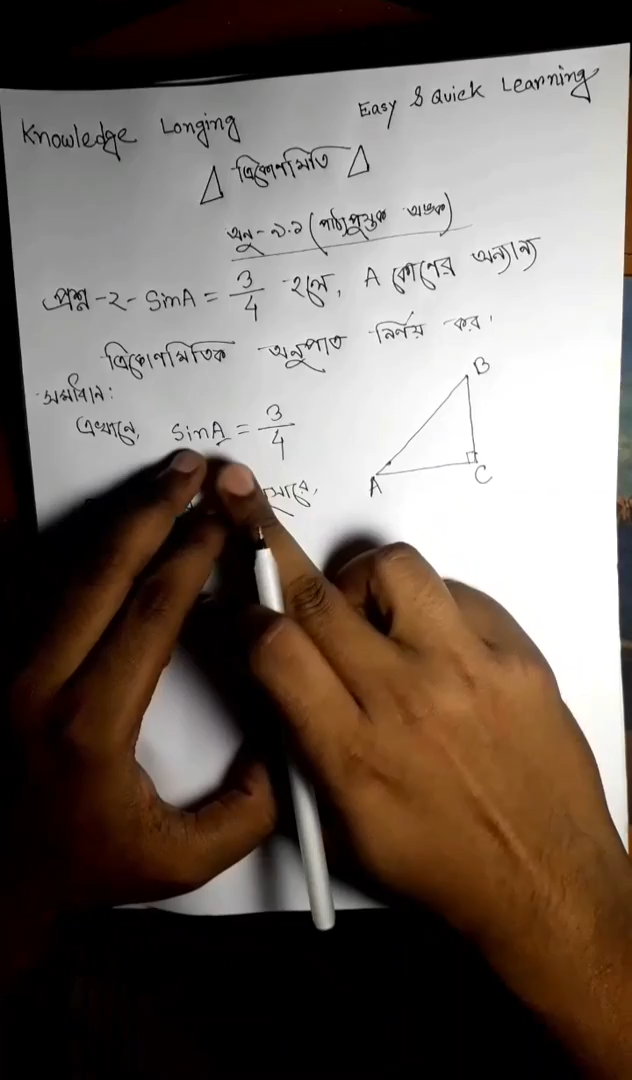 Knowledge Longing
Easy & Quick Learning
ত্রিকোণমিতি
অনু-৯.১ (পাঠ্যপুস্তক অঙ্ক)
প্রশ্ন-২- sinA = 3/4 হলে, A কোণের অন্যান্য
ত্রিকোণমিতিক অনুপাত নির্ণয় কর।
সমাধান:
এখানে, sinA = 3/4
B
A
C